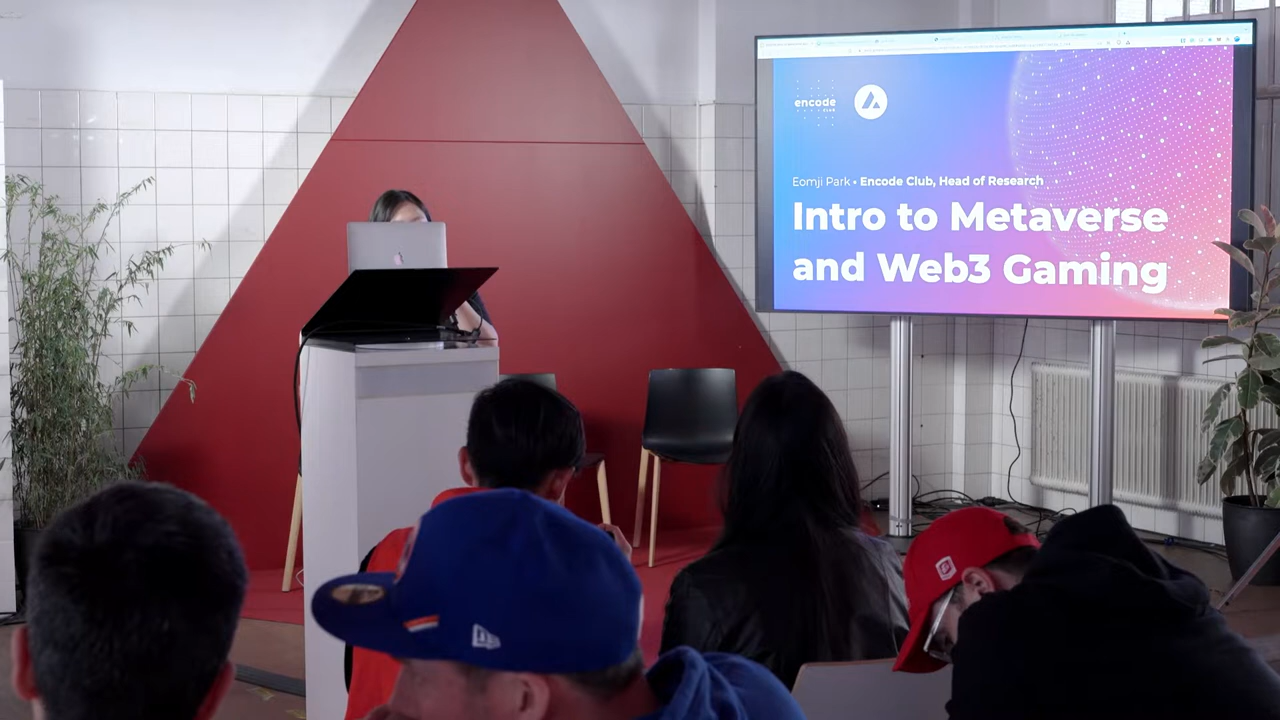 encode
CLUB
Eomji Park • Encode Club, Head of Research
Intro to Metaverse
and Web3 Gaming